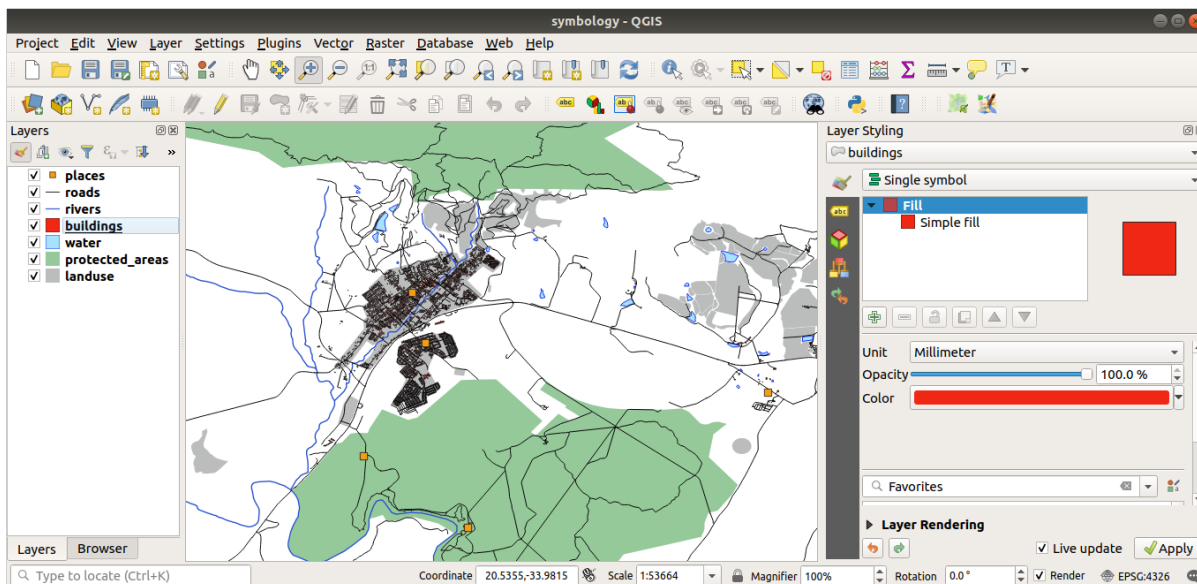 symbology - QGIS
Project Edit View Layer Settings Plugins Vector Raster Database Web Help
Layers
places
roads
rivers
buildings
water
protected_areas
landuse
Layers Browser
Layer Styling
buildings
Single symbol
Fill
Simple fill
Unit Millimeter
Opacity 100.0 %
Color
Favorites
Layer Rendering
Live update Apply
Type to locate (Ctrl+K) Coordinate 20.5355,-33.9815 Scale 1:53664 Magnifier 100% Rotation 0.0° Render EPSG:4326